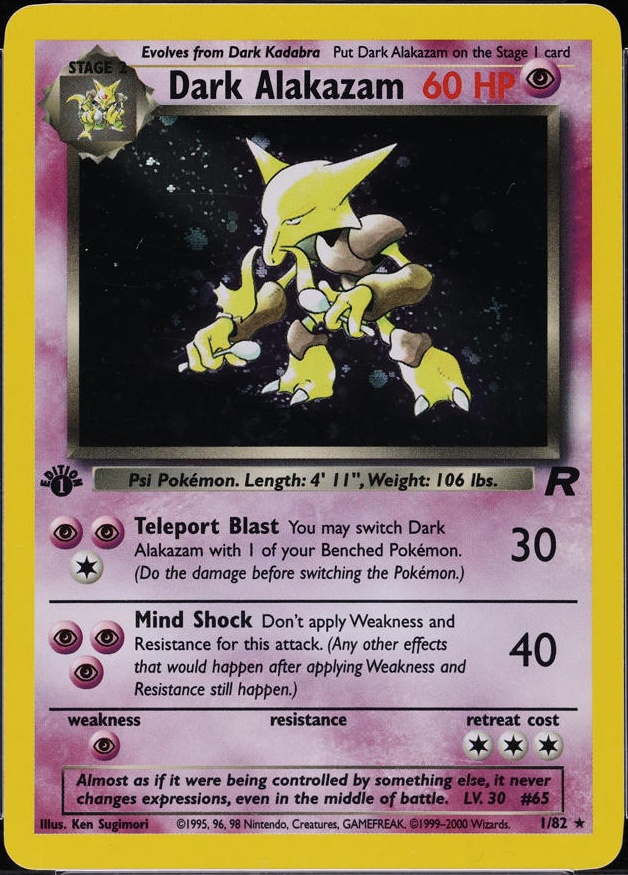 Evolves from Dark Kadabra Put Dark Alakazam on the Stage 1 card
STAGE 2
Dark Alakazam 60 HP
EDITION
1
Psi Pokémon. Length: 4' 11", Weight: 106 lbs.
R
Teleport Blast You may switch Dark
Alakazam with 1 of your Benched Pokémon.
(Do the damage before switching the Pokémon.)
30
Mind Shock Don't apply Weakness and
Resistance for this attack. (Any other effects
that would happen after applying Weakness and
Resistance still happen.)
40
weakness resistance retreat cost
Almost as if it were being controlled by something else, it never
changes expressions, even in the middle of battle. LV. 30 #65
Illus. Ken Sugimori ©1995, 96, 98 Nintendo, Creatures, GAMEFREAK. ©1999-2000 Wizards. 1/82 ★